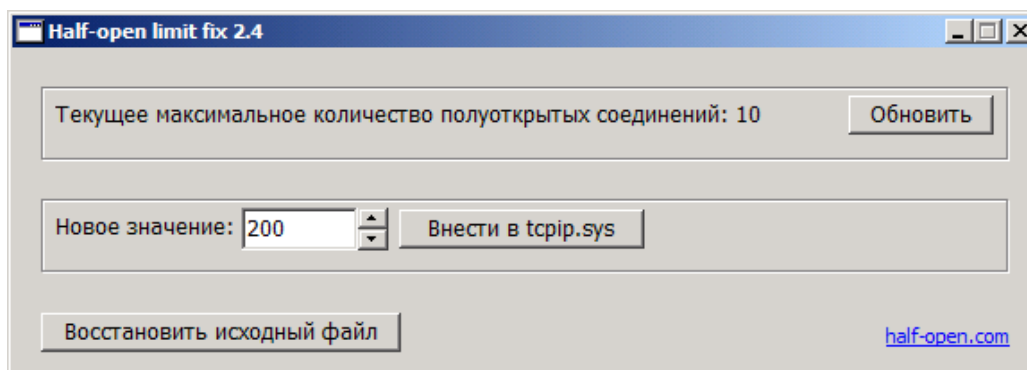 Half-open limit fix 2.4
Текущее максимальное количество полуоткрытых соединений: 10
Обновить
Новое значение: 200
Внести в tcpip.sys
Восстановить исходный файл
half-open.com